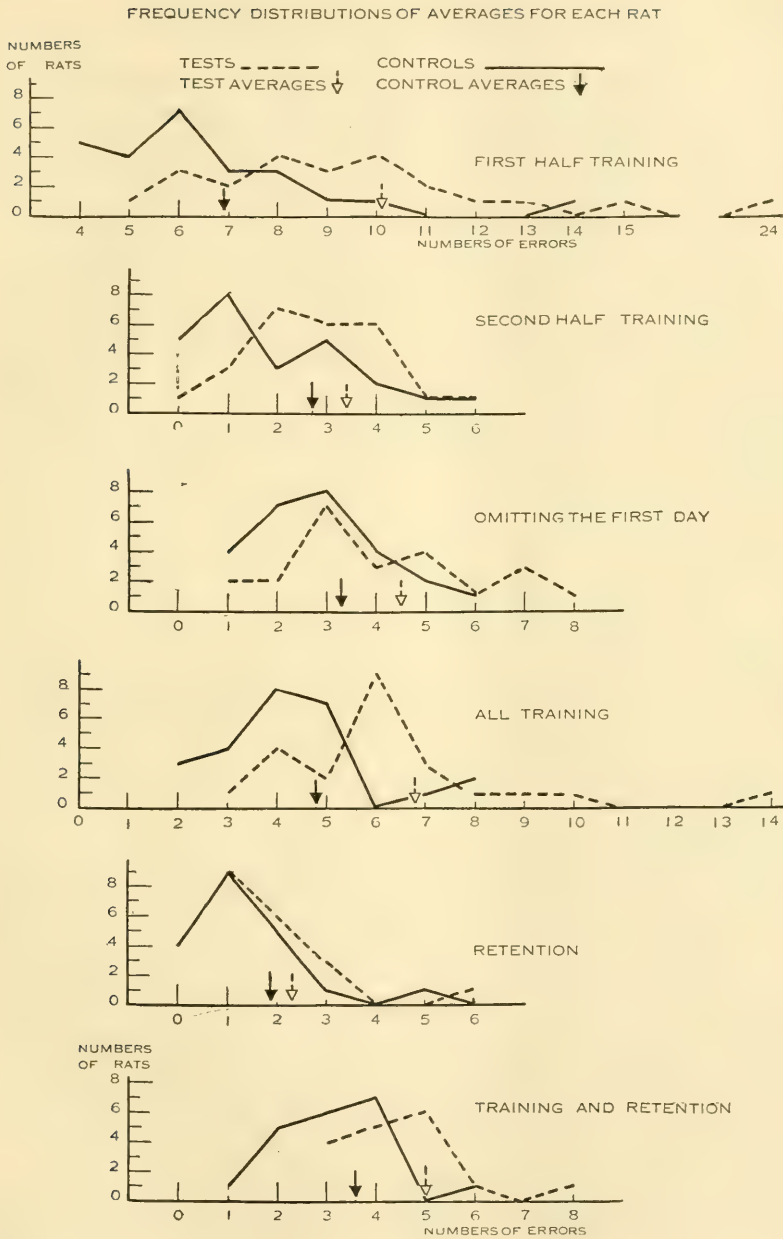 FREQUENCY DISTRIBUTIONS OF AVERAGES FOR EACH RAT
NUMBERS
OF RATS
TESTS
CONTROLS
TEST AVERAGES
CONTROL AVERAGES
8
6
4
2
0
FIRST HALF TRAINING
4 5 6 7 8 9 10 11 13 14 15 24
NUMBERS OF ERRORS
8
6
4
2
0
SECOND HALF TRAINING
0 1 2 3 4 5 6
8
6
4
2
0
OMITTING THE FIRST DAY
0 1 2 3 4 5 6 7 8
8
6
4
2
0
ALL TRAINING
0 1 2 3 4 5 6 7 8 9 10 11 12 13 14
8
6
4
2
0
RETENTION
0 1 2 3 4 5 6
NUMBERS
OF RATS
8
6
4
2
0
TRAINING AND RETENTION
0 1 2 3 4 5 6 7 8
NUMBERS OF ERRORS